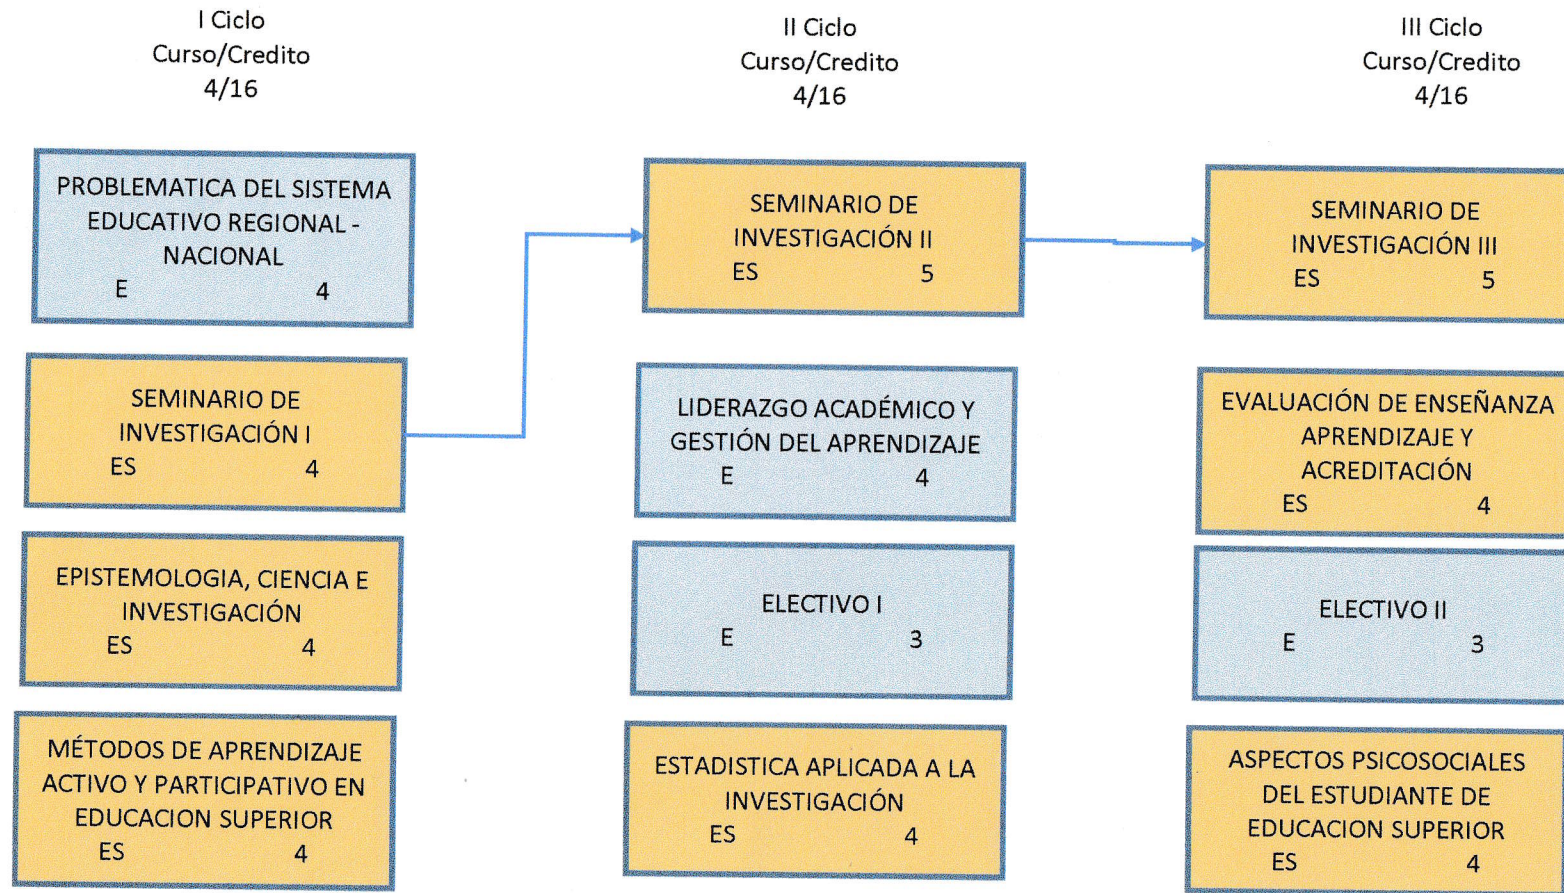 I Ciclo
Curso/Credito
4/16
PROBLEMATICA DEL SISTEMA
EDUCATIVO REGIONAL -
NACIONAL
E 4
SEMINARIO DE
INVESTIGACIÓN I
ES 4
EPISTEMOLOGIA, CIENCIA E
INVESTIGACIÓN
ES 4
MÉTODOS DE APRENDIZAJE
ACTIVO Y PARTICIPATIVO EN
EDUCACION SUPERIOR
ES 4
II Ciclo
Curso/Credito
4/16
SEMINARIO DE
INVESTIGACIÓN II
ES 5
LIDERAZGO ACADÉMICO Y
GESTIÓN DEL APRENDIZAJE
E 4
ELECTIVO I
E 3
ESTADISTICA APLICADA A LA
INVESTIGACIÓN
ES 4
III Ciclo
Curso/Credito
4/16
SEMINARIO DE
INVESTIGACIÓN III
ES 5
EVALUACIÓN DE ENSEÑANZA
APRENDIZAJE Y
ACREDITACIÓN
ES 4
ELECTIVO II
E 3
ASPECTOS PSICOSOCIALES
DEL ESTUDIANTE DE
EDUCACION SUPERIOR
ES 4